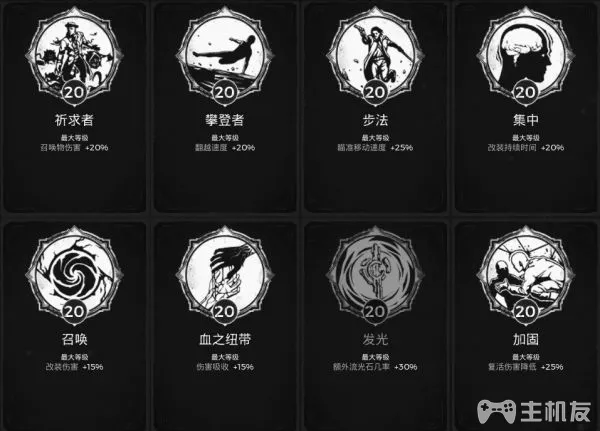 20 20 20 20
祈求者 攀登者 步法 集中
最大等级 最大等级 最大等级 最大等级
召唤物伤害 +20% 翻越速度 +20% 瞄准移动速度 +25% 改装持续时间 +20%
20 20 20 20
召唤 血之纽带 发光 加固
最大等级 最大等级 最大等级 最大等级
改装伤害 +15% 伤害吸收 +15% 额外流光石几率 +30% 复活伤害降低 +25%
主机友